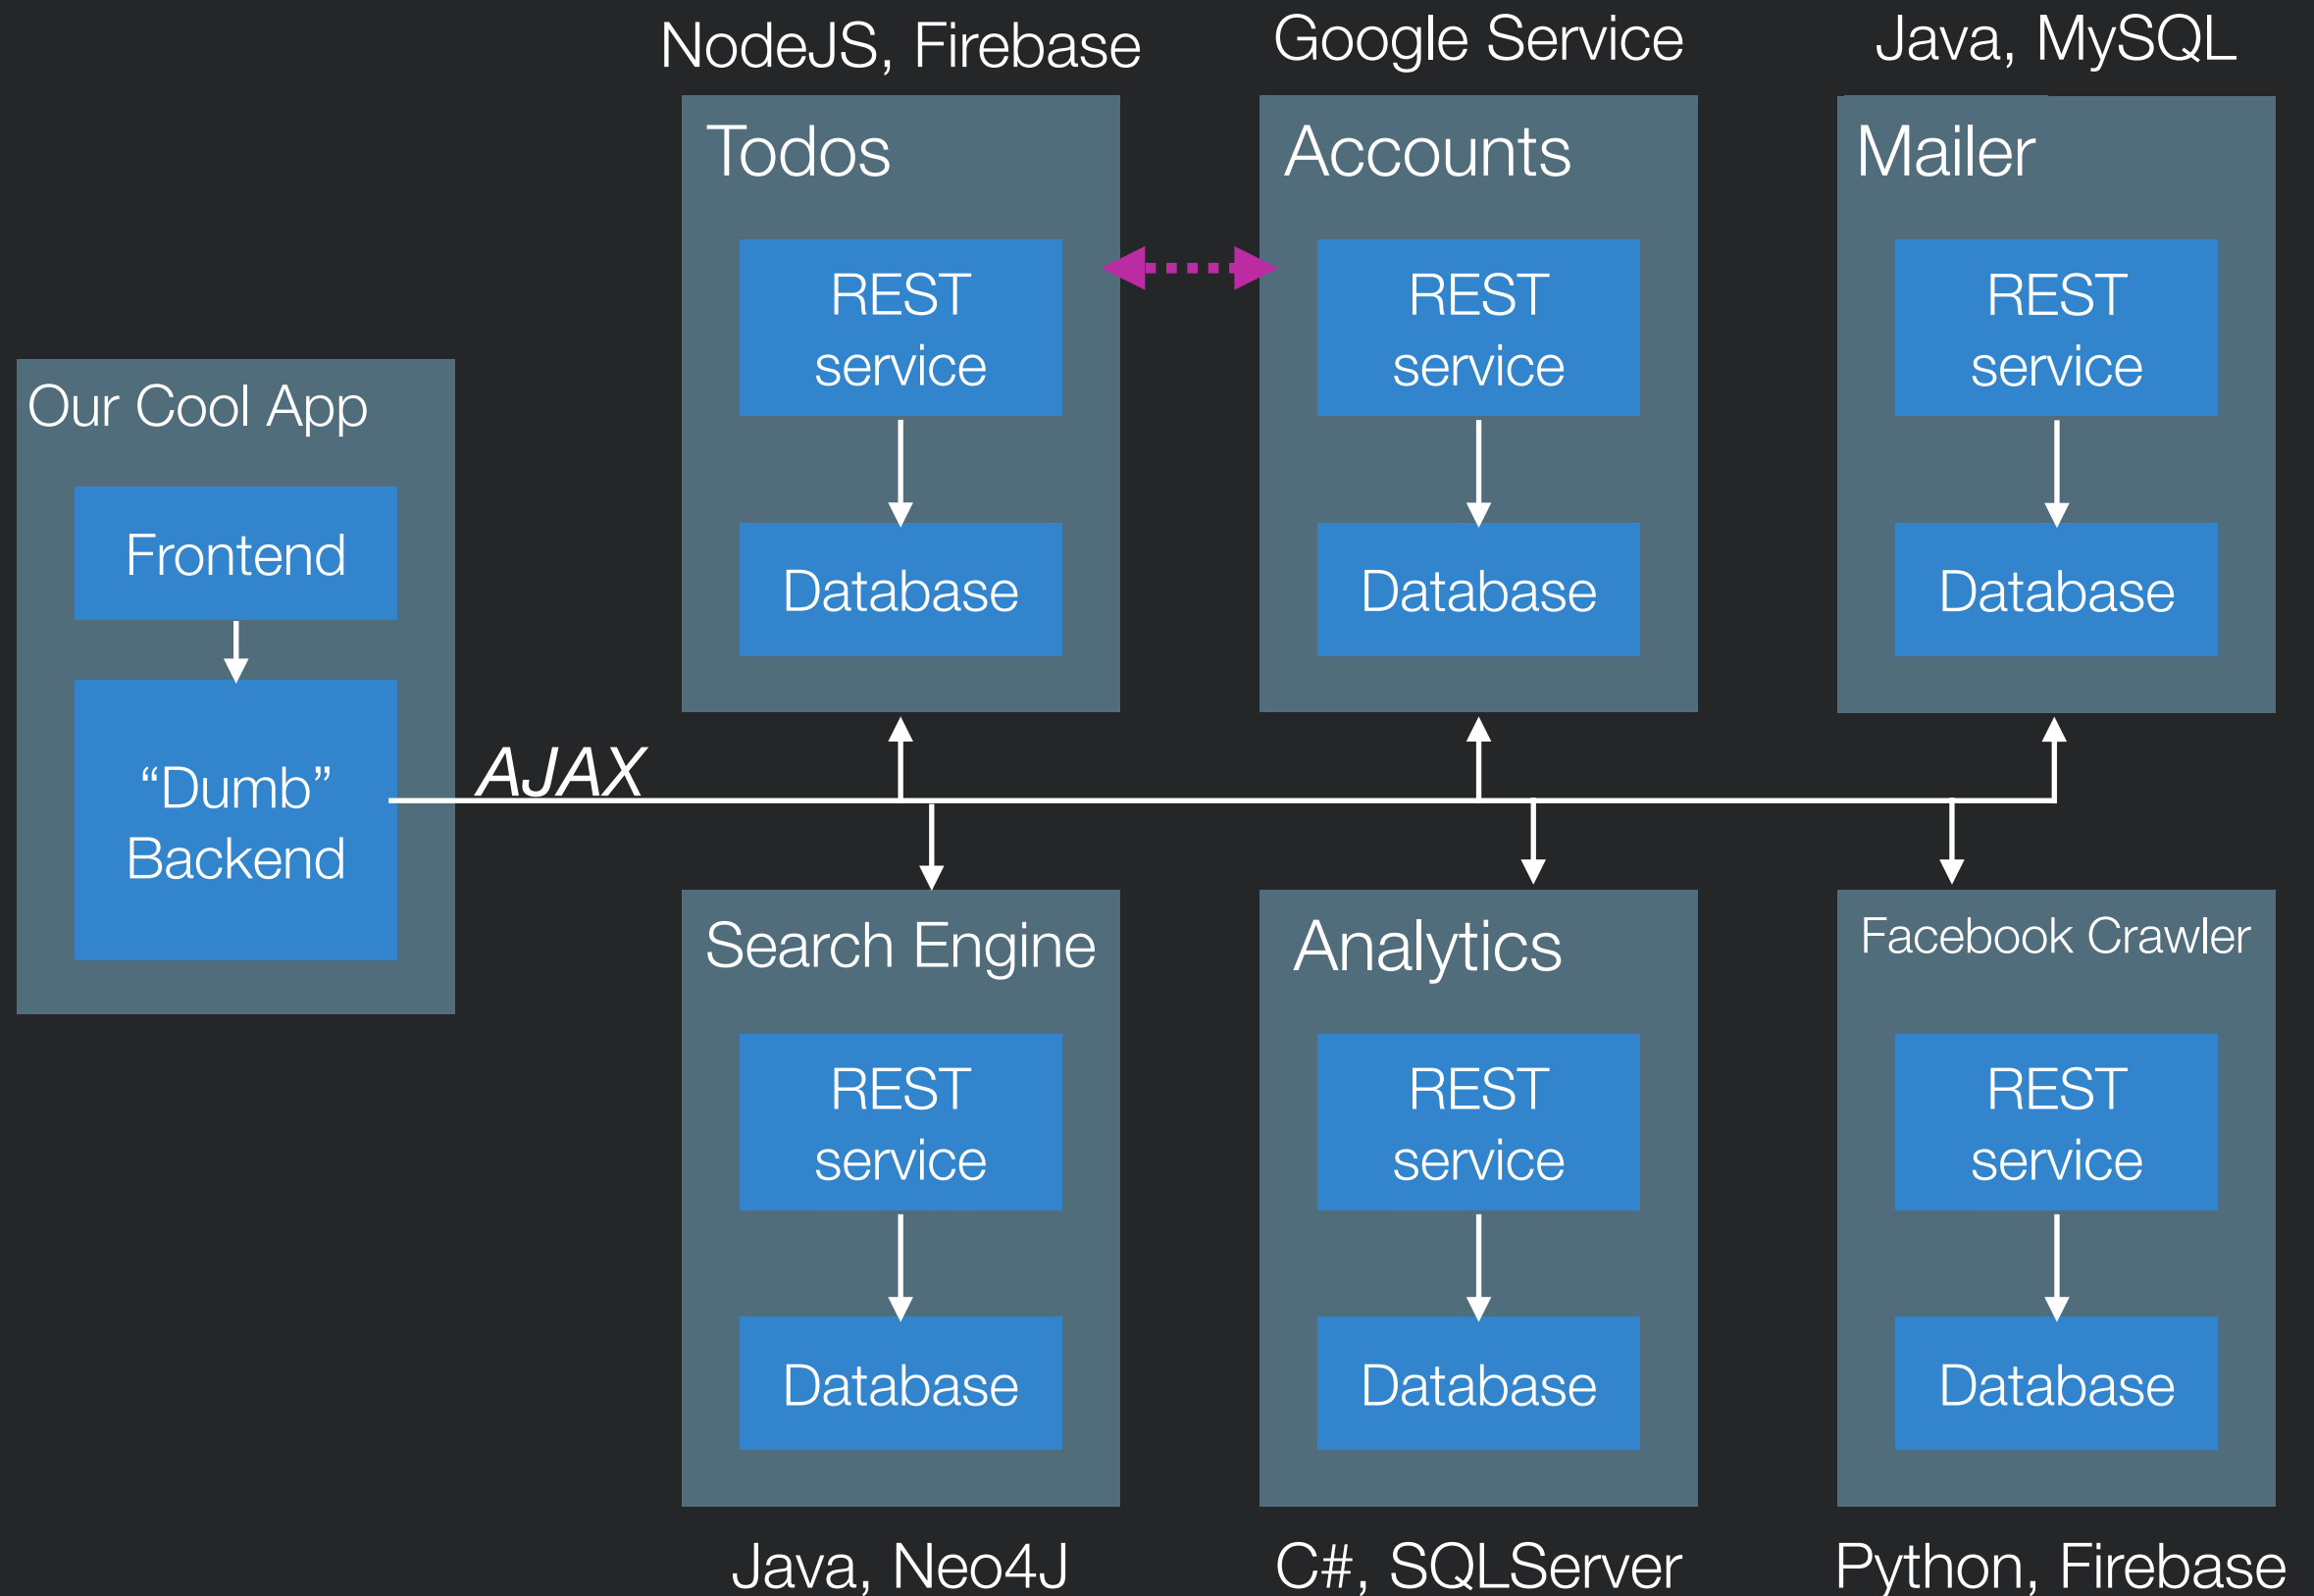 NodeJS, Firebase
Google Service
Java, MySQL
Todos
REST
service
Database
Accounts
REST
service
Database
Mailer
REST
service
Database
Our Cool App
Frontend
“Dumb”
Backend
AJAX
Search Engine
REST
service
Database
Analytics
REST
service
Database
Facebook Crawler
REST
service
Database
Java, Neo4J
C#, SQLServer
Python, Firebase